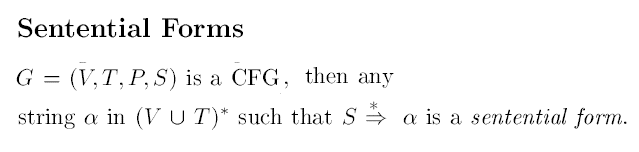 Sentential Forms
G = (V, T, P, S) is a CFG, then any
string α in (V ∪ T)* such that S ⇒* α is a sentential form.